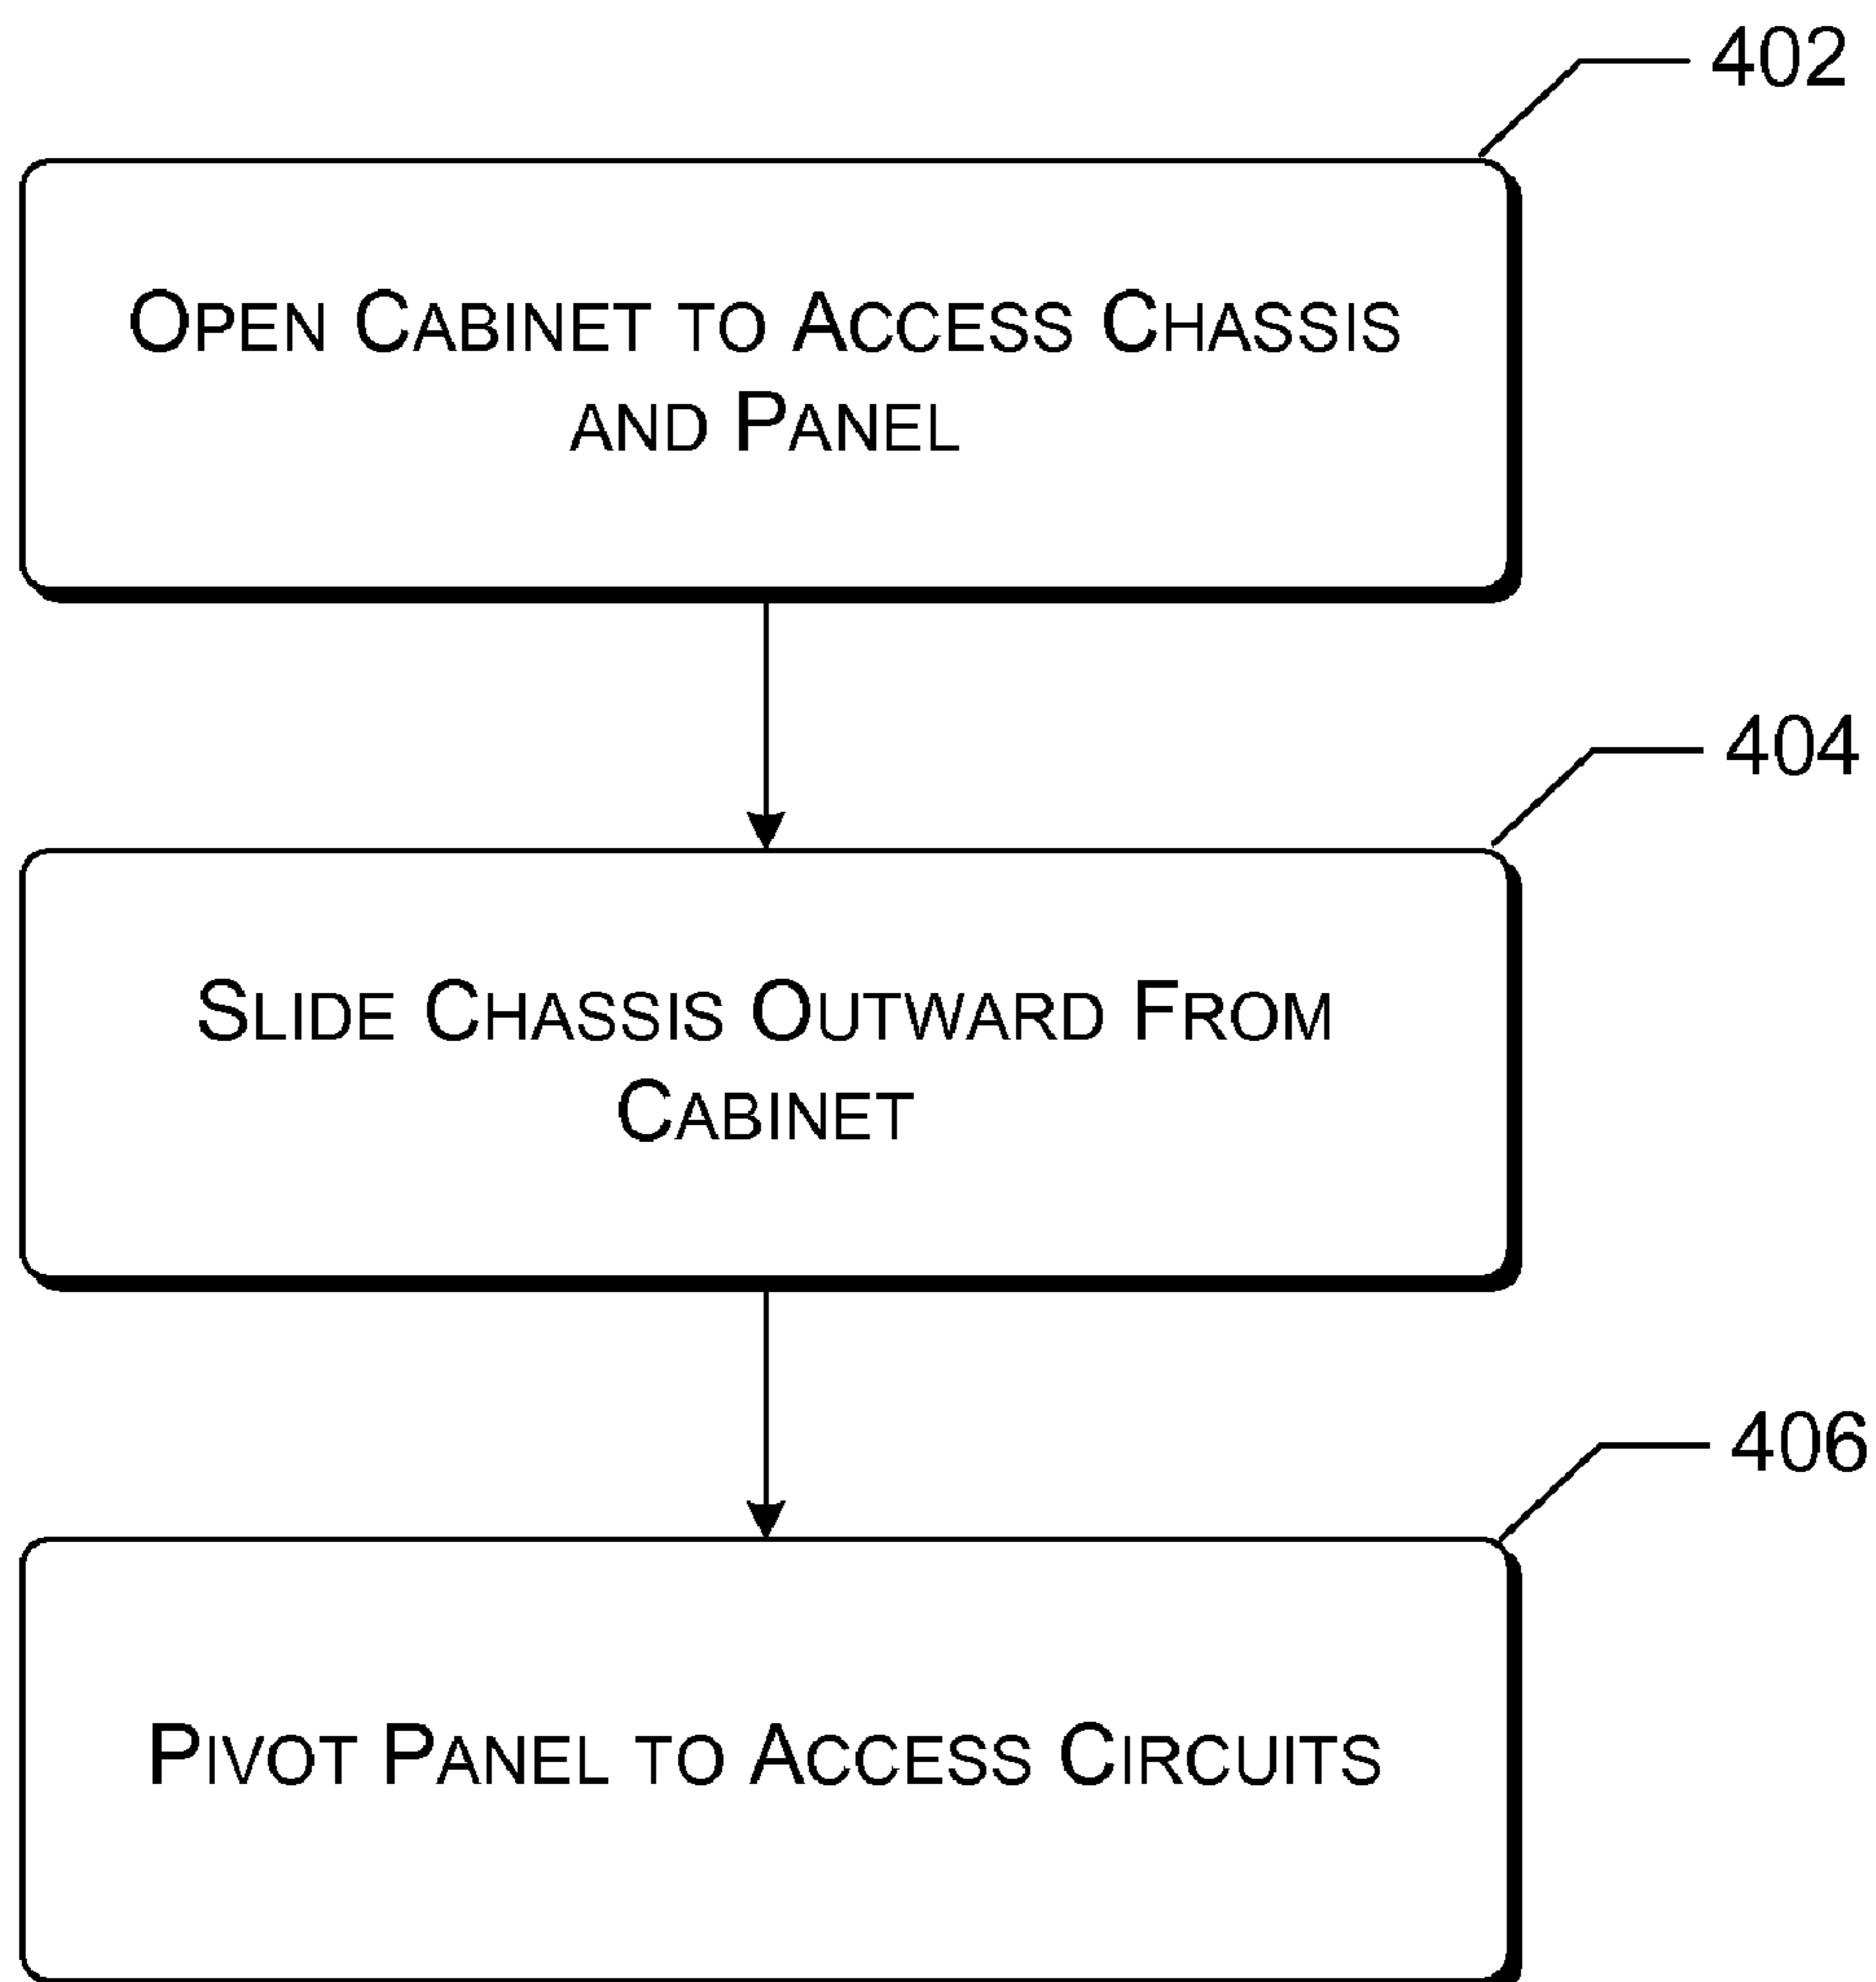 402
Open Cabinet to Access Chassis
and Panel
404
Slide Chassis Outward From
Cabinet
406
Pivot Panel to Access Circuits